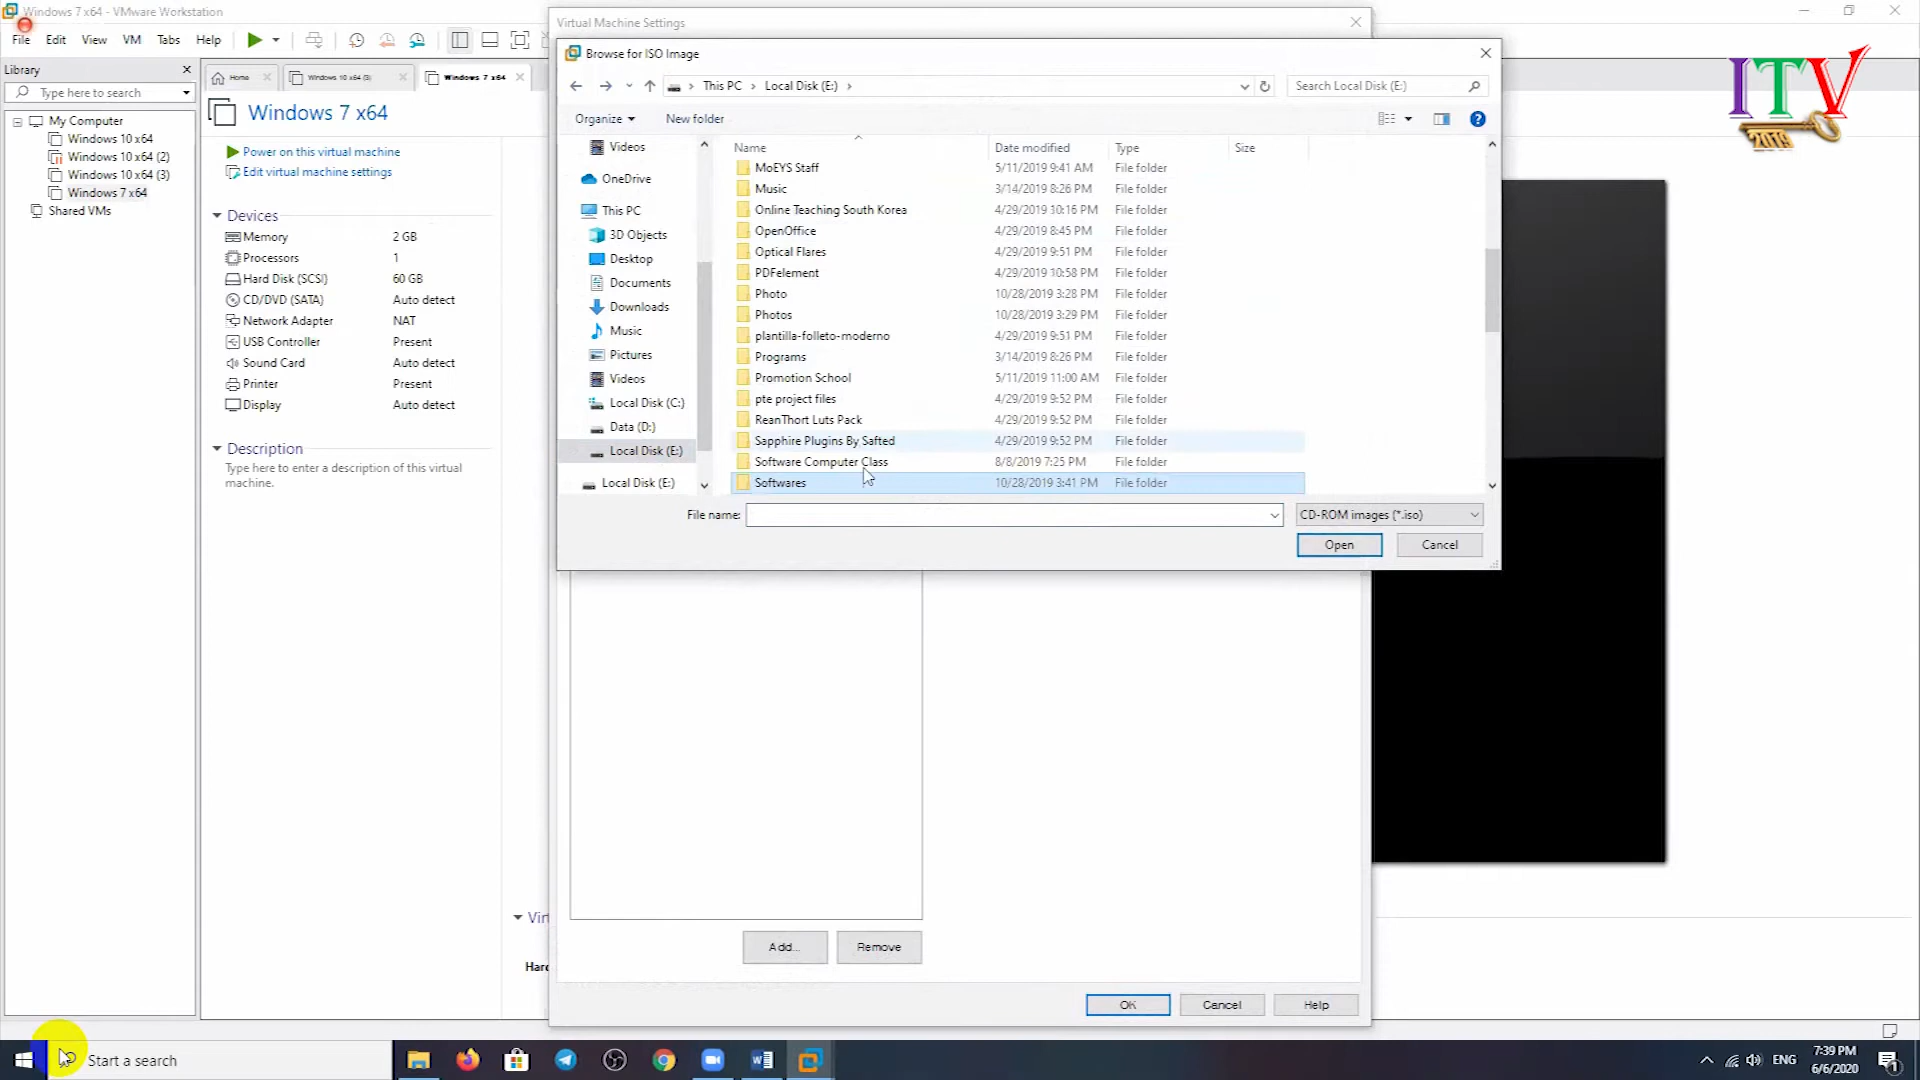 Windows 7 x64 - VMware Workstation
File Edit View VM Tabs Help
Library
Type here to search
My Computer
Windows 10 x64
Windows 10 x64 (2)
Windows 10 x64 (3)
Windows 7 x64
Shared VMs
Home
Windows 10 x64 (3)
Windows 7 x64
Windows 7 x64
Power on this virtual machine
Edit virtual machine settings
Devices
Memory 2 GB
Processors 1
Hard Disk (SCSI) 60 GB
CD/DVD (SATA) Auto detect
Network Adapter NAT
USB Controller Present
Sound Card Auto detect
Printer Present
Display Auto detect
Description
Type here to enter a description of this virtual
machine.
Virtual Machine Settings
Browse for ISO Image
This PC > Local Disk (E:) >
Search Local Disk (E:)
Organize New folder
Videos
OneDrive
This PC
3D Objects
Desktop
Documents
Downloads
Music
Pictures
Videos
Local Disk (C:)
Data (D:)
Local Disk (E:)
Local Disk (E:)
Name Date modified Type Size
MoEYS Staff 5/11/2019 9:41 AM File folder
Music 3/14/2019 8:26 PM File folder
Online Teaching South Korea 4/29/2019 10:16 PM File folder
OpenOffice 4/29/2019 8:45 PM File folder
Optical Flares 4/29/2019 9:51 PM File folder
PDFelement 4/29/2019 10:58 PM File folder
Photo 10/28/2019 3:28 PM File folder
Photos 10/28/2019 3:29 PM File folder
plantilla-folleto-moderno 4/29/2019 9:51 PM File folder
Programs 3/14/2019 8:26 PM File folder
Promotion School 5/11/2019 11:00 AM File folder
pte project files 4/29/2019 9:52 PM File folder
ReanThort Luts Pack 4/29/2019 9:52 PM File folder
Sapphire Plugins By Safted 4/29/2019 9:52 PM File folder
Software Computer Class 8/8/2019 7:25 PM File folder
Softwares 10/28/2019 3:41 PM File folder
File name:
CD-ROM images (*.iso)
Open Cancel
Add... Remove
OK Cancel Help
ITV
2019
Start a search
ENG
7:39 PM
6/6/2020
1